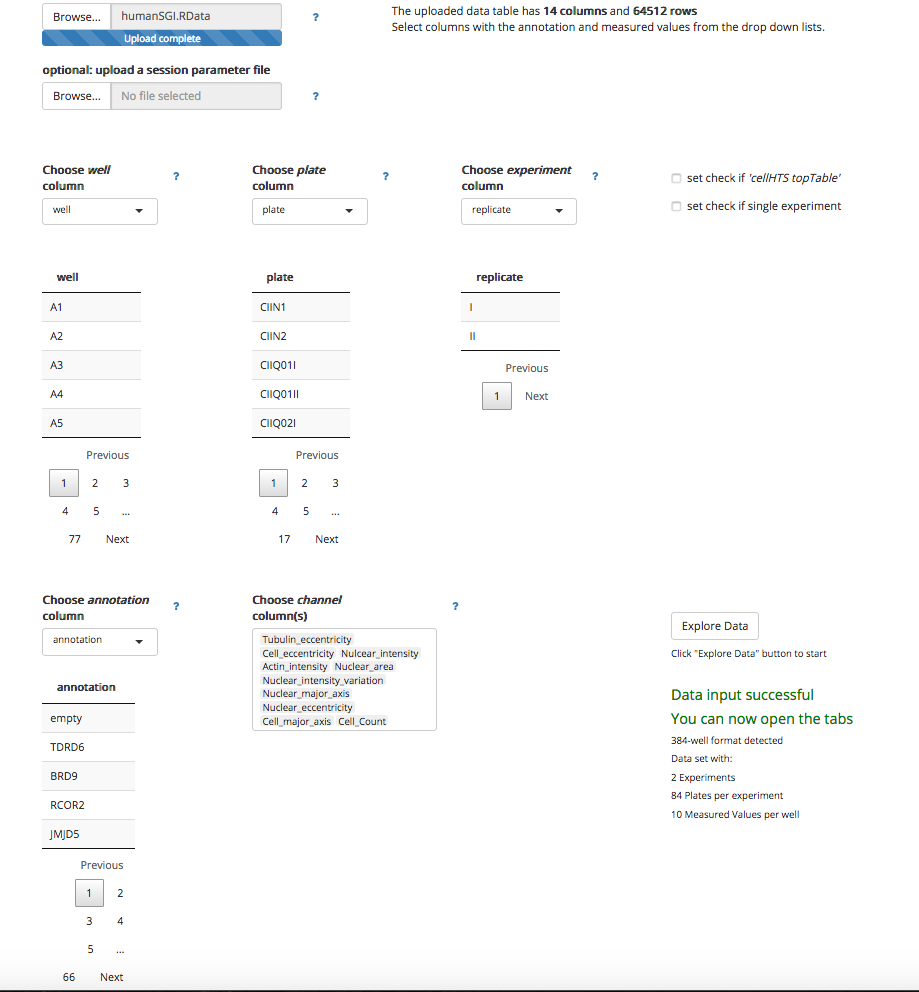 Browse...
humanSGI.RData
?
Upload complete
The uploaded data table has 14 columns and 64512 rows
Select columns with the annotation and measured values from the drop down lists.
optional: upload a session parameter file
Browse...
No file selected
?
Choose well
column
?
well
Choose plate
column
?
plate
Choose experiment
column
?
replicate
set check if 'cellHTS topTable'
set check if single experiment
well
A1
A2
A3
A4
A5
Previous
1 2 3
4 5 ...
77 Next
plate
CIIN1
CIIN2
CIIQ01I
CIIQ01II
CIIQ02I
Previous
1 2 3
4 5 ...
17 Next
replicate
I
II
Previous
1 Next
Choose annotation
column
?
annotation
annotation
empty
TDRD6
BRD9
RCOR2
JMJD5
Previous
1 2
3 4
5 ...
66 Next
Choose channel
column(s)
?
Tubulin_eccentricity
Cell_eccentricity Nulcear_intensity
Actin_intensity Nuclear_area
Nuclear_intensity_variation
Nuclear_major_axis
Nuclear_eccentricity
Cell_major_axis Cell_Count
Explore Data
Click "Explore Data" button to start
Data input successful
You can now open the tabs
384-well format detected
Data set with:
2 Experiments
84 Plates per experiment
10 Measured Values per well